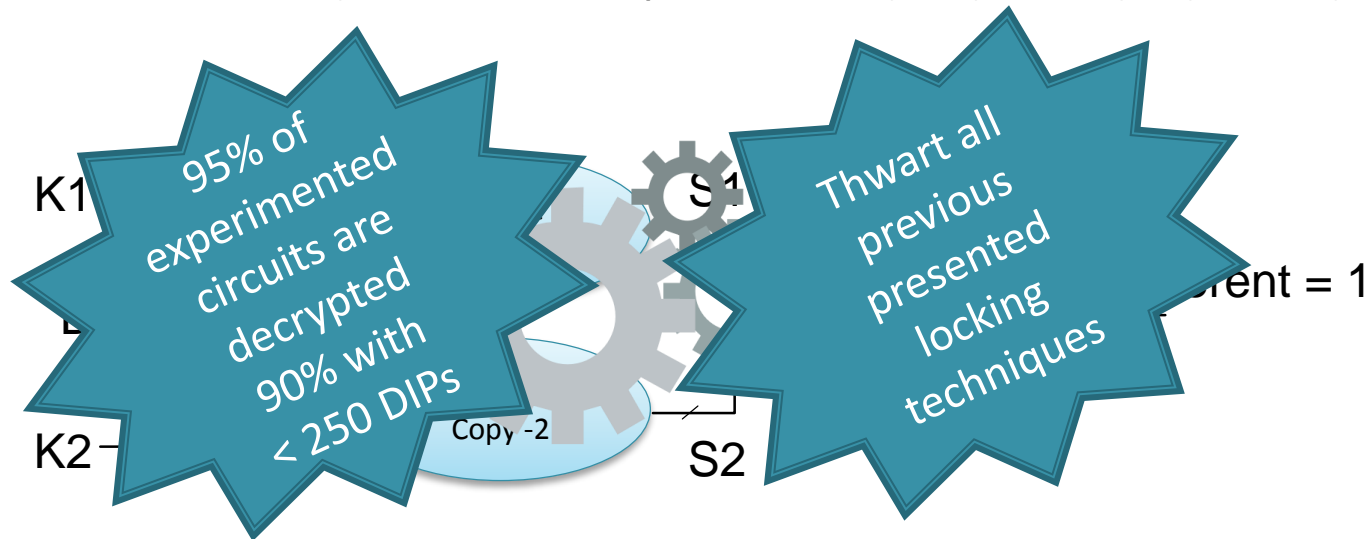 95% of
experimented
circuits are
decrypted
90% with
< 250 DIPs
Thwart all
previous
presented
locking
techniques
K1
S1
= 1
K2
Copy -2
S2